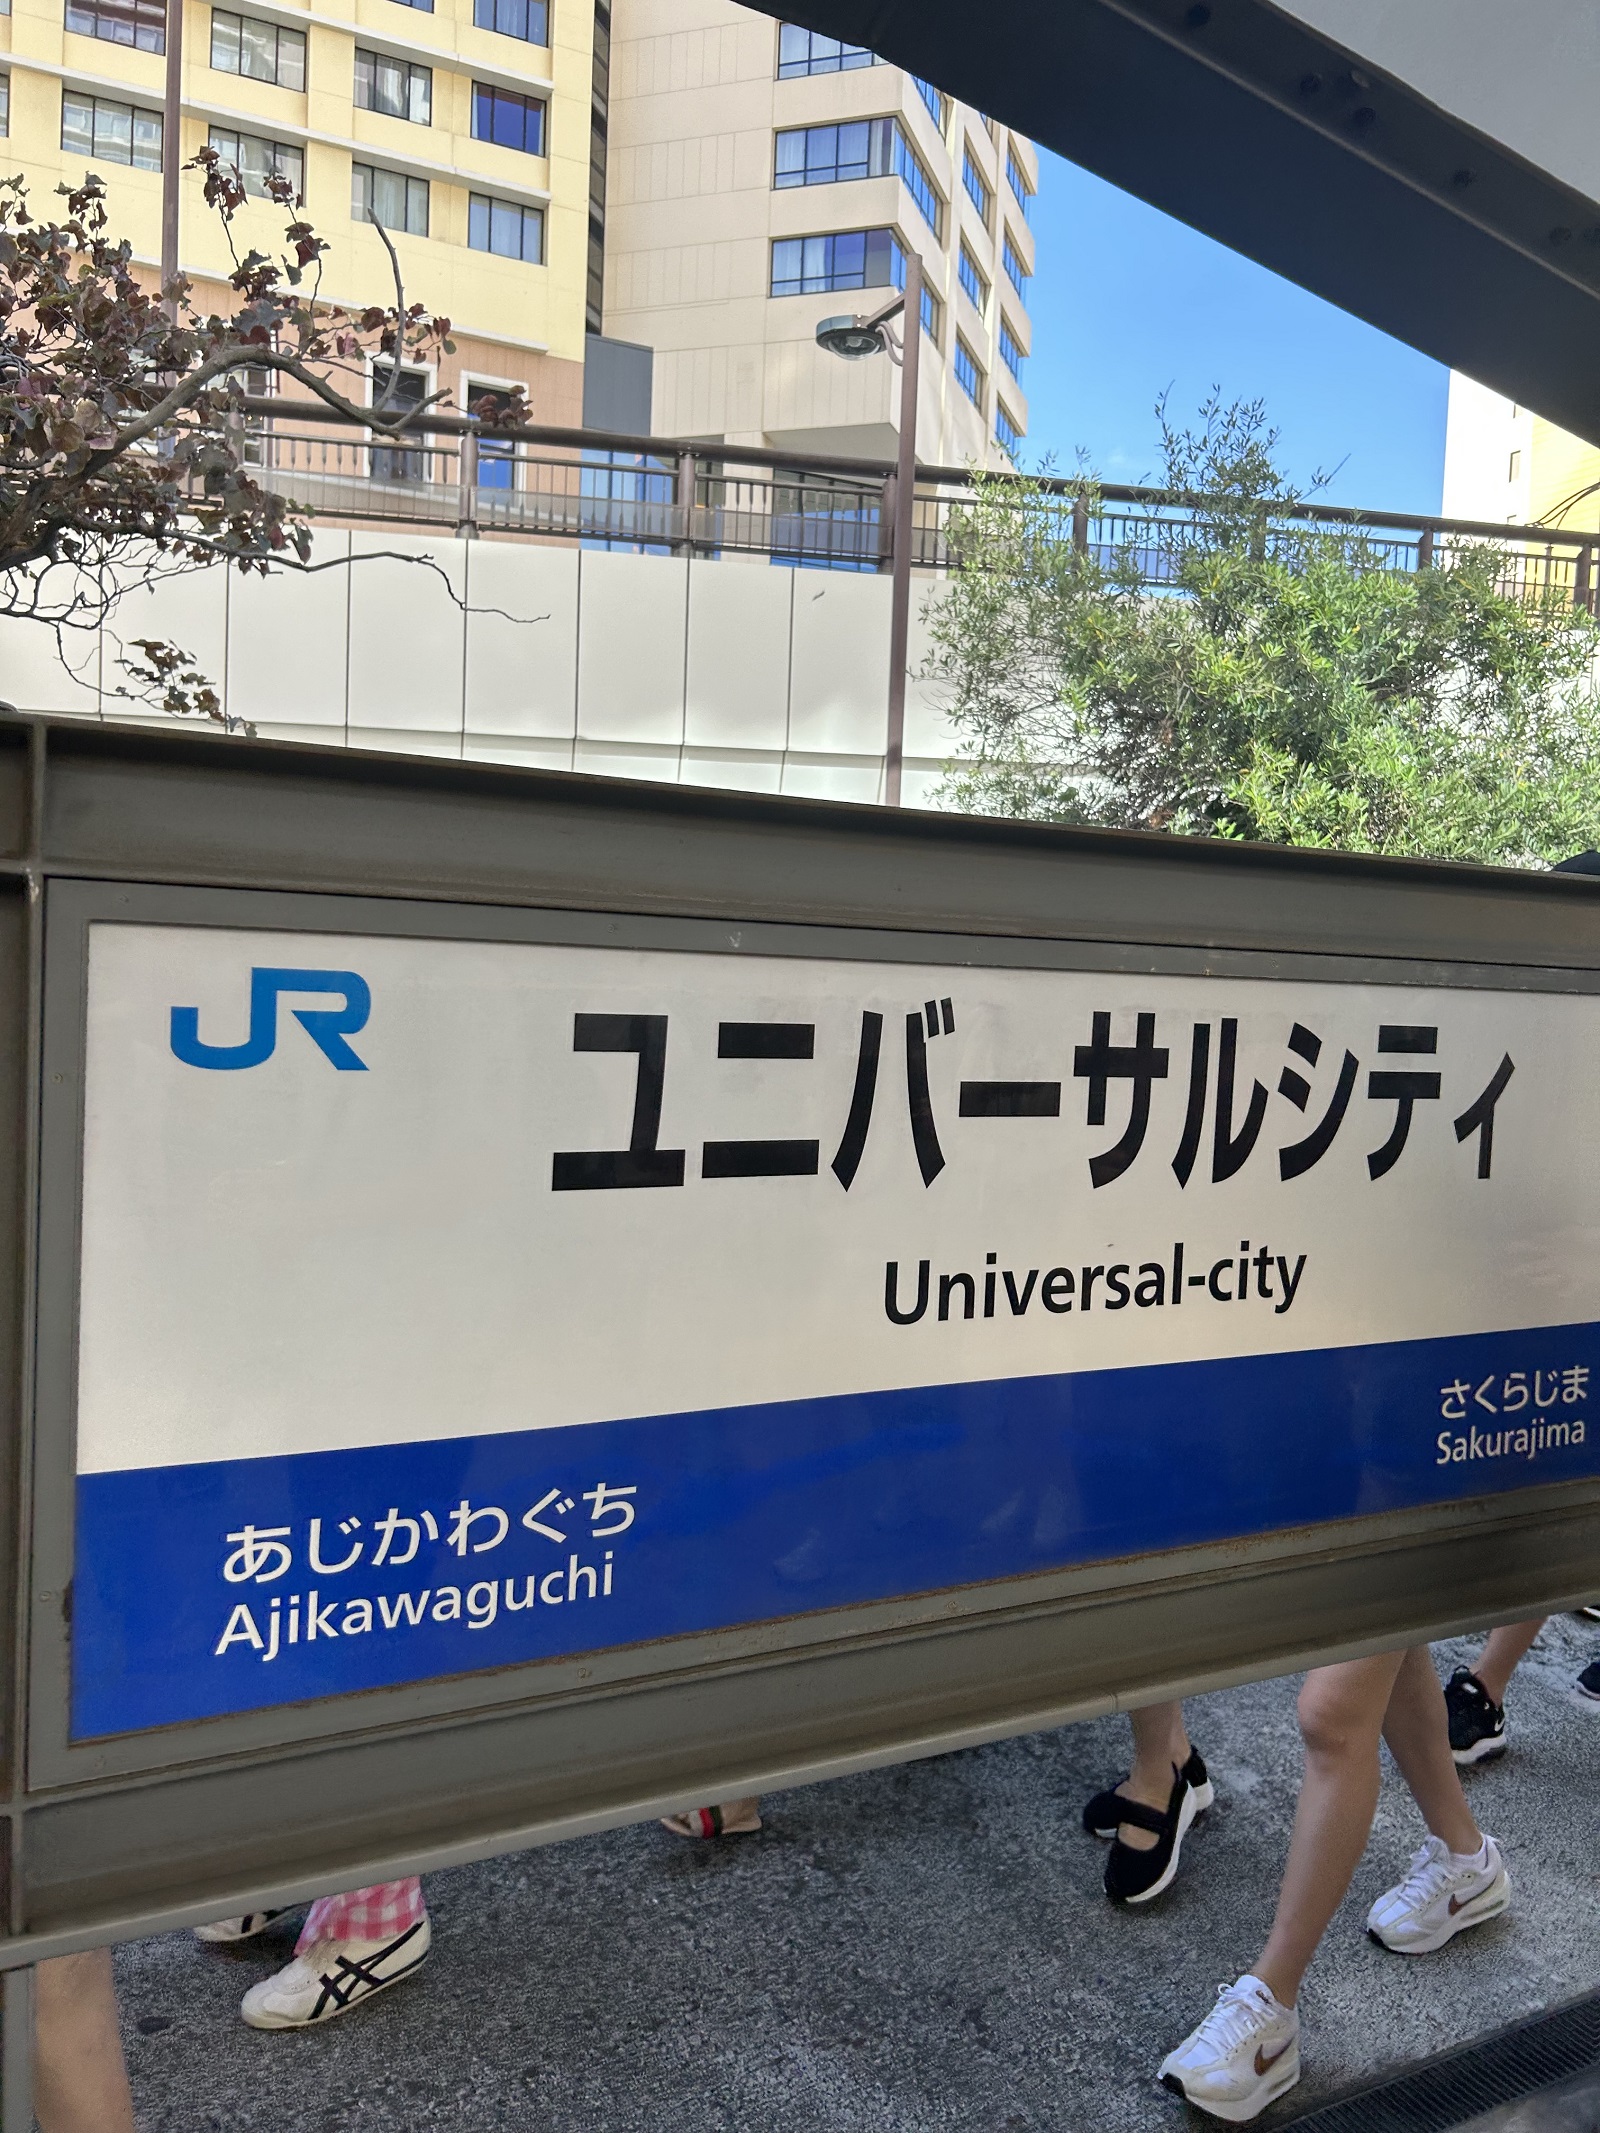 JR
ユニバーサルシティ
Universal-city
あじかわぐち
Ajikawaguchi
さくらじま
Sakurajima